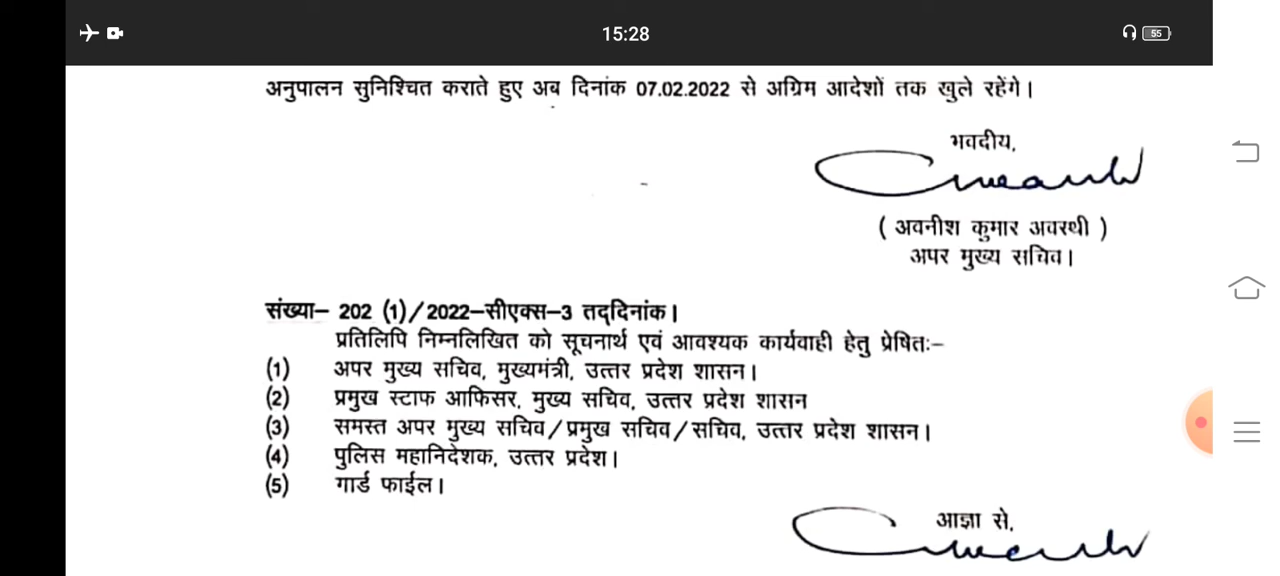 15:28
55
अनुपालन सुनिश्चित कराते हुए अब दिनांक 07.02.2022 से अग्रिम आदेशों तक खुले रहेंगे।
भवदीय,
( अवनीश कुमार अवस्थी )
अपर मुख्य सचिव।
संख्या– 202 (1)/2022–सीएक्स–3 तद्दिनांक।
प्रतिलिपि निम्नलिखित को सूचनार्थ एवं आवश्यक कार्यवाही हेतु प्रेषितः–
(1) अपर मुख्य सचिव, मुख्यमंत्री, उत्तर प्रदेश शासन।
(2) प्रमुख स्टाफ आफिसर, मुख्य सचिव, उत्तर प्रदेश शासन
(3) समस्त अपर मुख्य सचिव/प्रमुख सचिव/सचिव, उत्तर प्रदेश शासन।
(4) पुलिस महानिदेशक, उत्तर प्रदेश।
(5) गार्ड फाईल।
आज्ञा से,